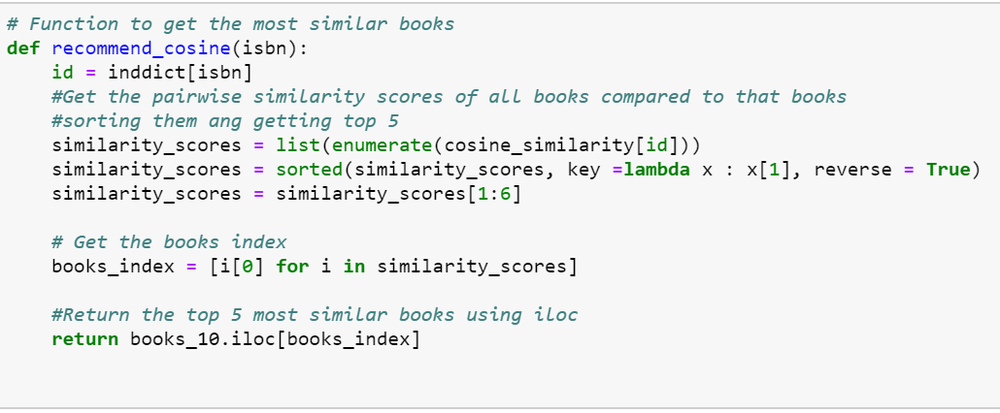 # Function to get the most similar books
def recommend_cosine(isbn):
    id = inddict[isbn]
    #Get the pairwise similarity scores of all books compared to that books
    #sorting them ang getting top 5
    similarity_scores = list(enumerate(cosine_similarity[id]))
    similarity_scores = sorted(similarity_scores, key =lambda x : x[1], reverse = True)
    similarity_scores = similarity_scores[1:6]
    # Get the books index
    books_index = [i[0] for i in similarity_scores]
    #Return the top 5 most similar books using iloc
    return books_10.iloc[books_index]